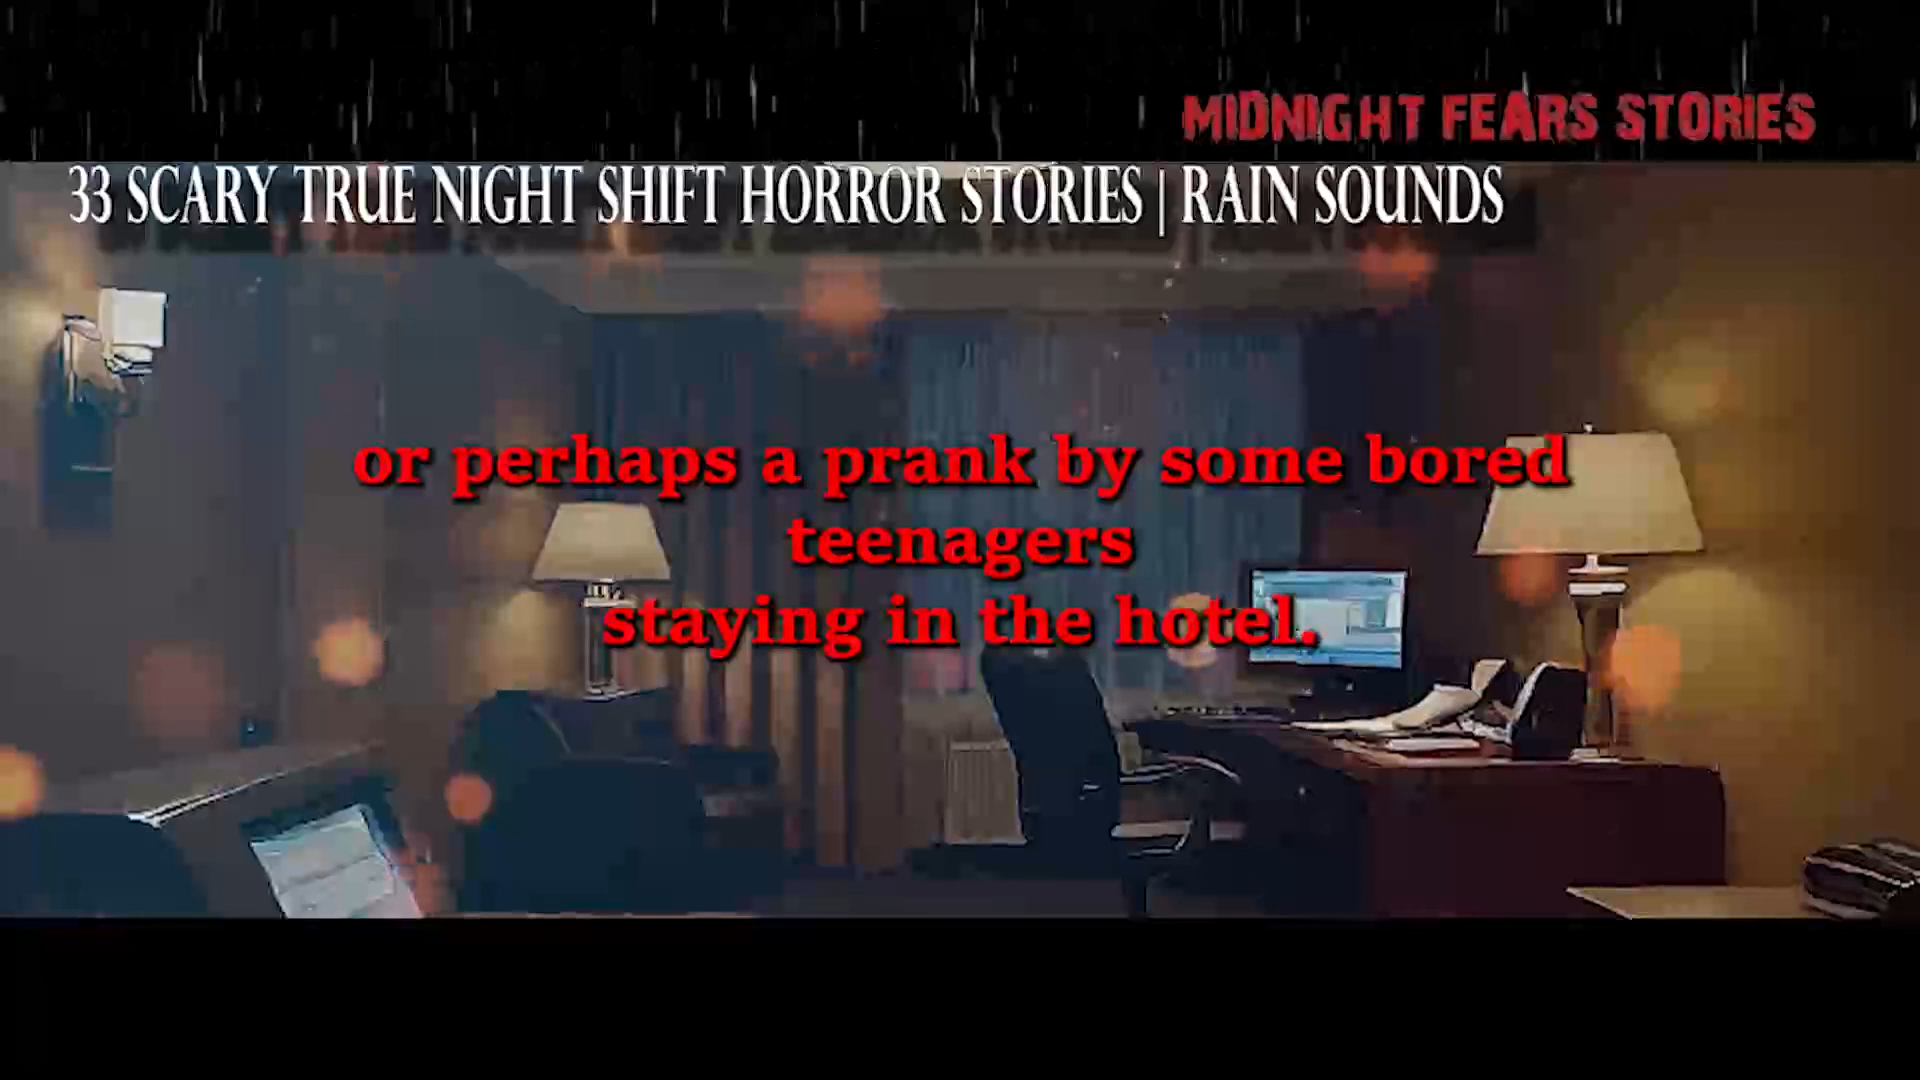 MIDNIGHT FEARS STORIES
33 SCARY TRUE NIGHT SHIFT HORROR STORIES | RAIN SOUNDS
or perhaps a prank by some bored
teenagers
staying in the hotel.